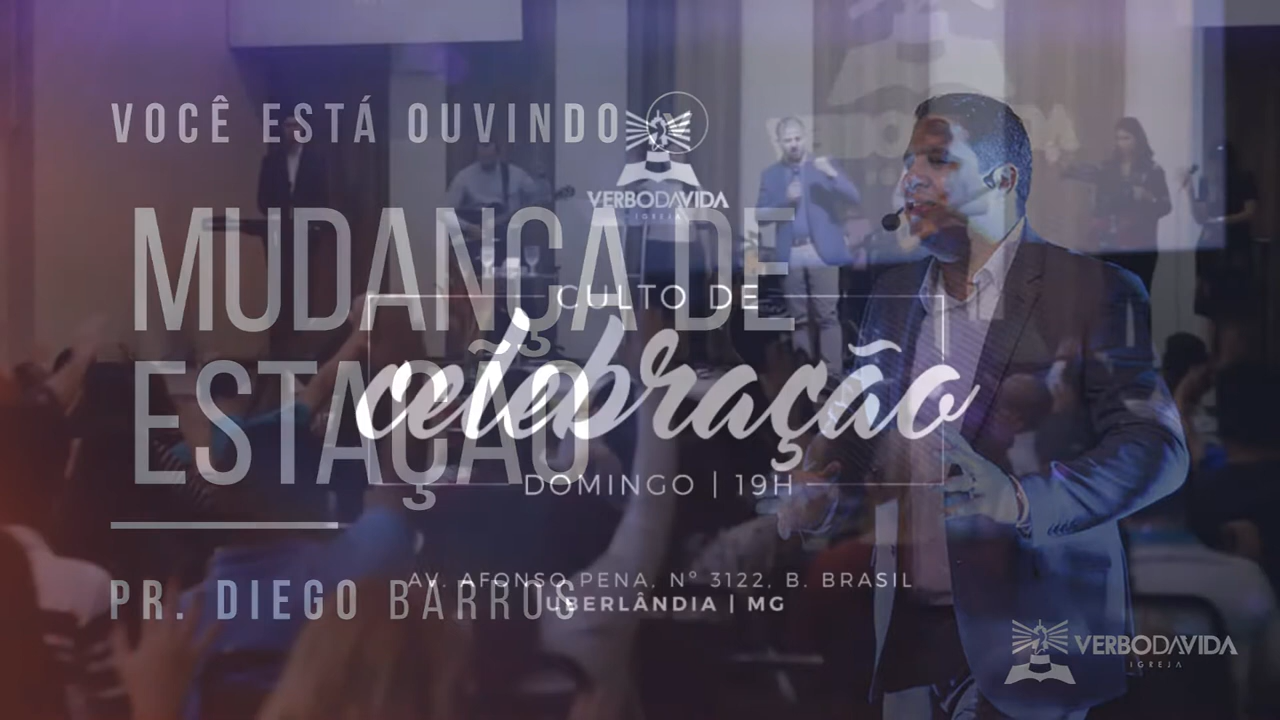 VOCÊ ESTÁ OUVINDO
VERBODAVIDA
IGREJA
MUDANÇA DE
ESTAÇÃO
CULTO DE
celebração
DOMINGO | 19H
PR. DIEGO BARROS
AV. AFONSO PENA, Nº 3122, B. BRASIL
UBERLÂNDIA | MG
VERBODAVIDA
IGREJA